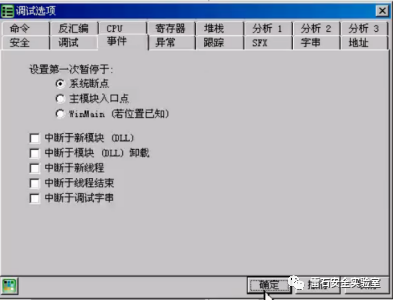 调试选项
命令 反汇编 CPU 寄存器 堆栈 分析 1 分析 2 分析 3
安全 调试 事件 异常 跟踪 SFX 字串 地址
设置第一次暂停于:
系统断点
主模块入口点
WinMain (若位置已知)
中断于新模块 (DLL)
中断于模块 (DLL) 卸载
中断于新线程
中断于线程结束
中断于调试字串
确定
雷石安全实验室